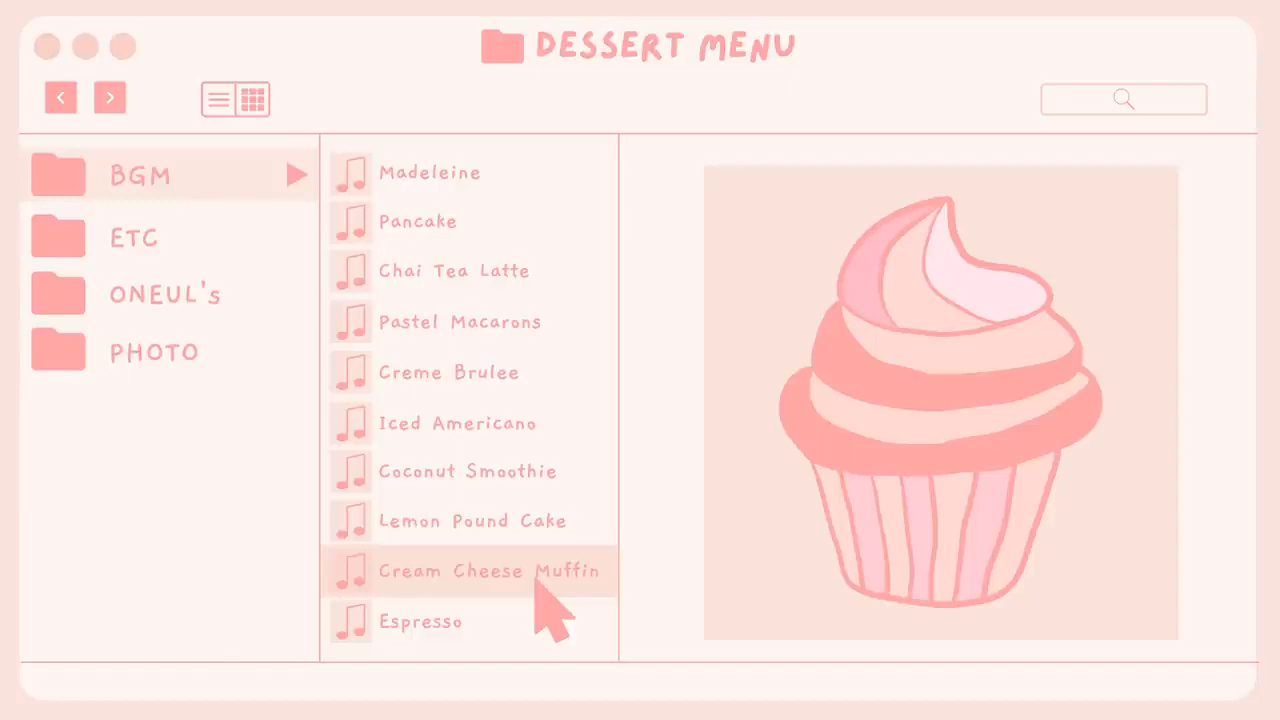 DESSERT MENU
BGM
ETC
ONEUL's
PHOTO
Madeleine
Pancake
Chai Tea Latte
Pastel Macarons
Creme Brulee
Iced Americano
Coconut Smoothie
Lemon Pound Cake
Cream Cheese Muffin
Espresso